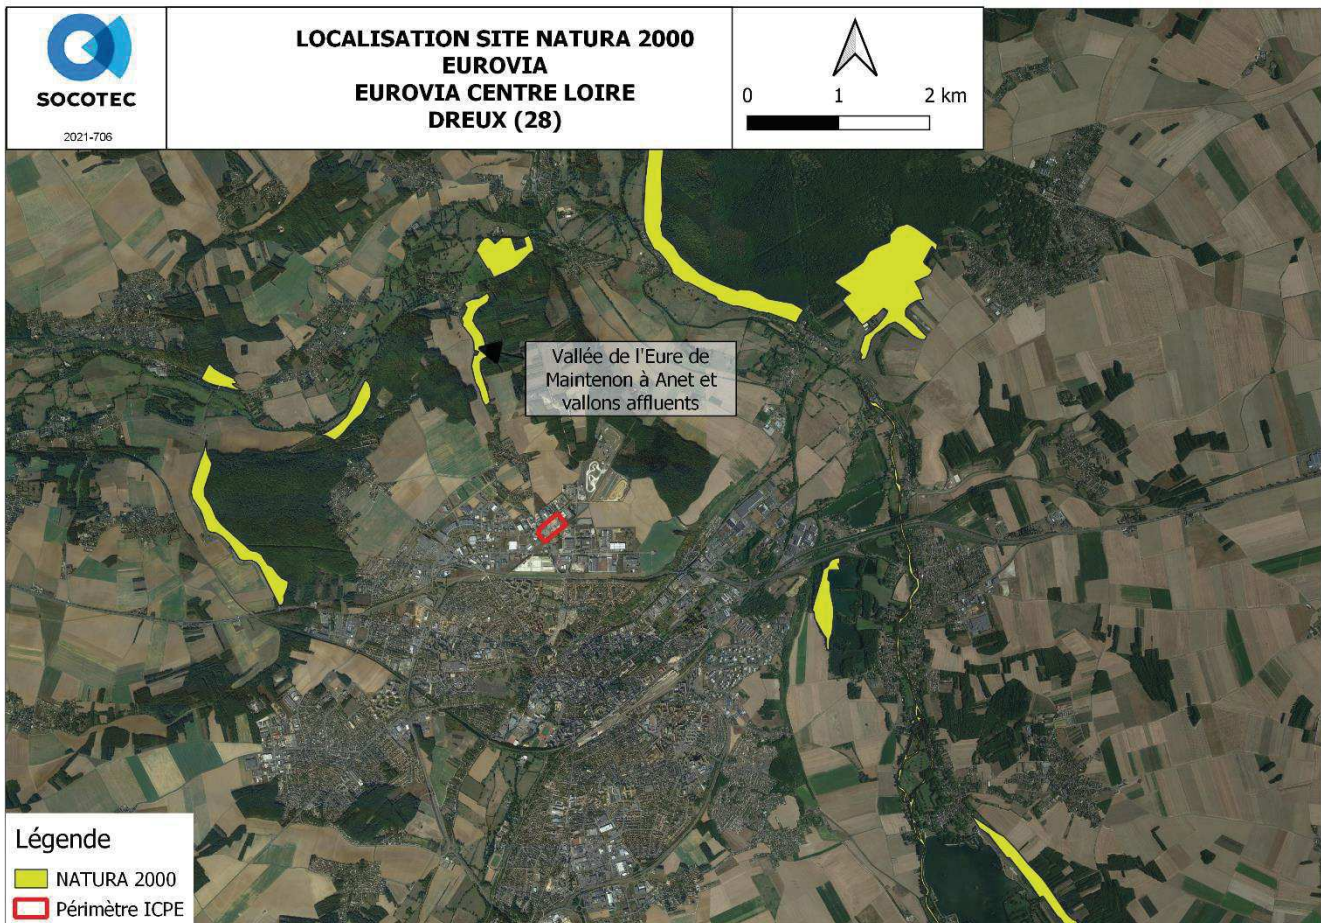 SOCOTEC
2021-706
LOCALISATION SITE NATURA 2000
EUROVIA
EUROVIA CENTRE LOIRE
DREUX (28)
0 1 2 km
Vallée de l'Eure de
Maintenon à Anet et
vallons affluents
Légende
NATURA 2000
Périmètre ICPE